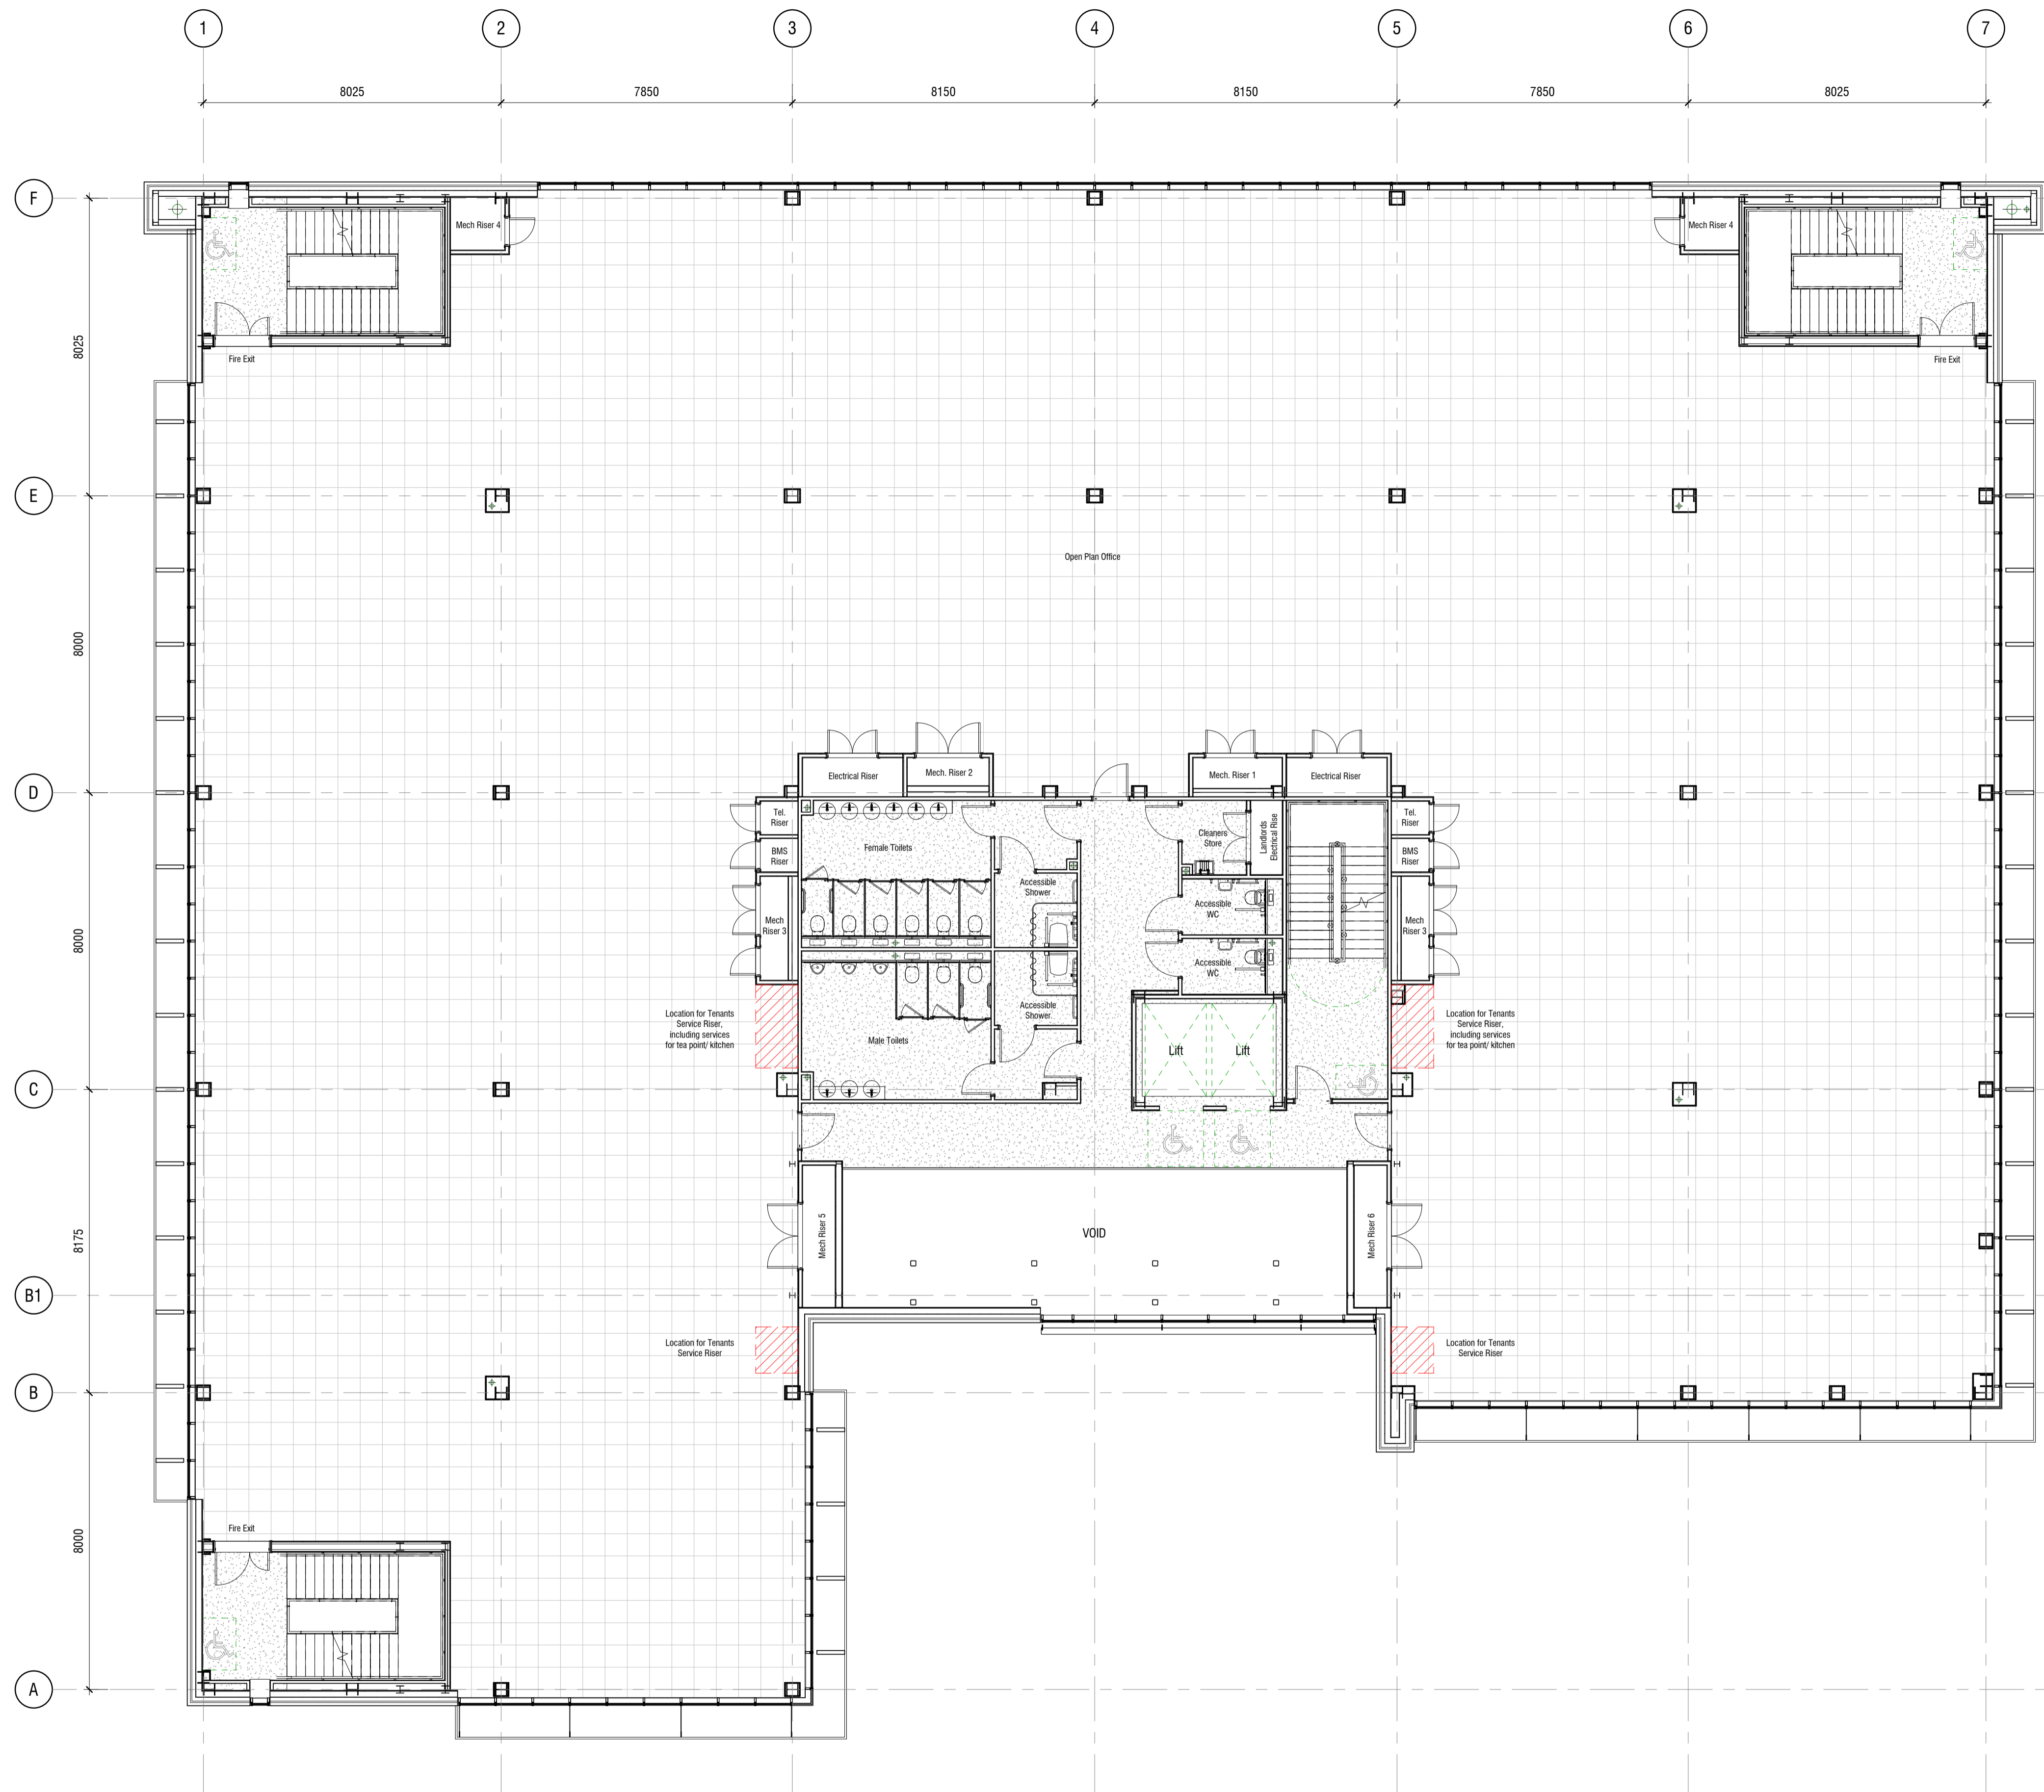 1 2 3 4 5 6 7
8025 7850 8150 8150 7850 8025
F
Mech Riser 4
Mech Riser 4
8025
Fire Exit
Fire Exit
E
Open Plan Office
8000
D
Electrical Riser
Mech. Riser 2
Mech. Riser 1
Electrical Riser
Tel.
Riser
BMS
Riser
Mech
Riser 3
Female Toilets
Accessible
Shower
Cleaners
Store
Landlords
Electrical Rise
Accessible
WC
Accessible
WC
Tel.
Riser
BMS
Riser
Mech
Riser 3
8000
Location for Tenants
Service Riser,
including services
for tea point/ kitchen
Male Toilets
Accessible
Shower
Lift
Lift
Location for Tenants
Service Riser,
including services
for tea point/ kitchen
C
8175
Mech Riser 5
VOID
Mech Riser 6
B1
Location for Tenants
Service Riser
Location for Tenants
Service Riser
B
Fire Exit
8000
A